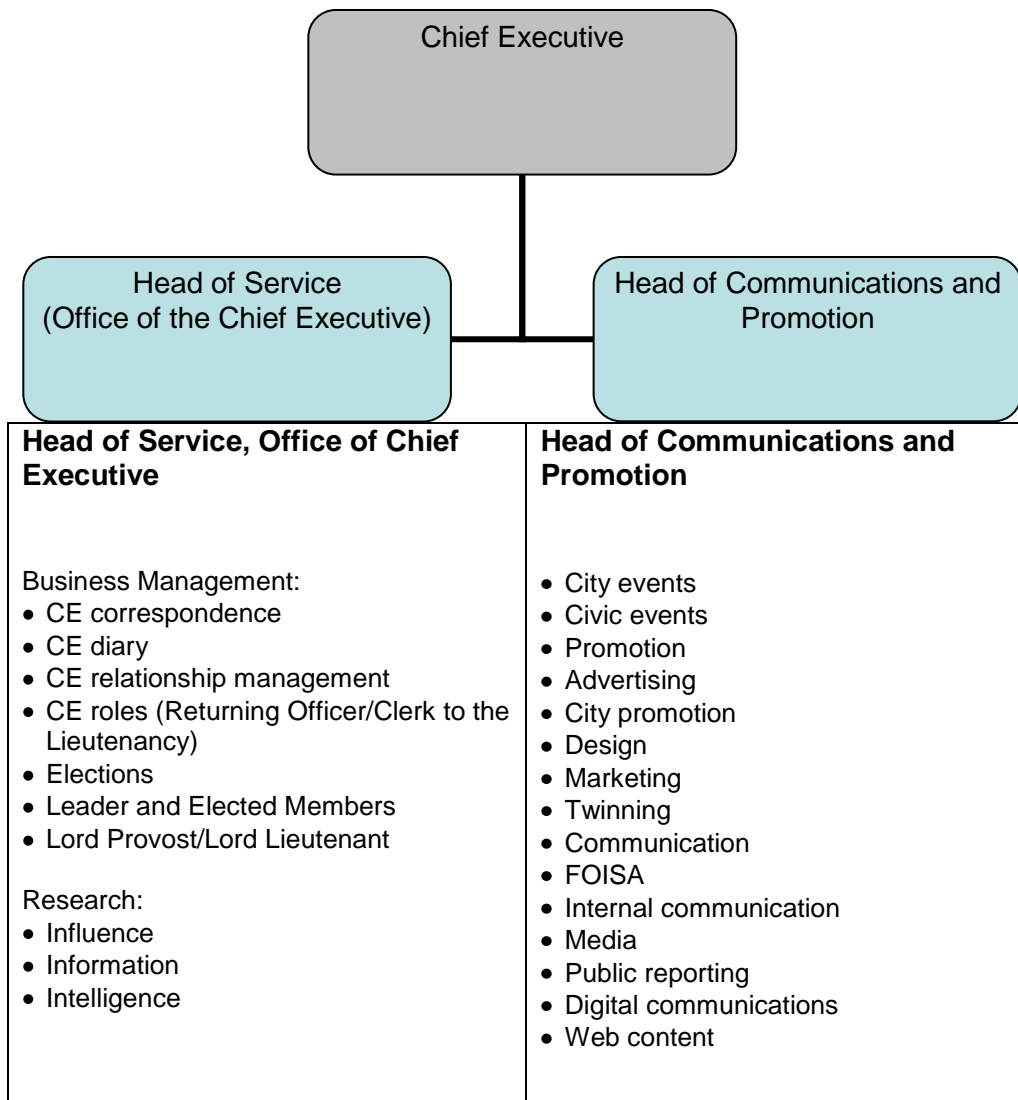 Chief Executive
Head of Service
(Office of the Chief Executive)
Head of Communications and
Promotion
Head of Service, Office of Chief
Executive
Business Management:
• CE correspondence
• CE diary
• CE relationship management
• CE roles (Returning Officer/Clerk to the
Lieutenancy)
• Elections
• Leader and Elected Members
• Lord Provost/Lord Lieutenant
Research:
• Influence
• Information
• Intelligence
Head of Communications and
Promotion
• City events
• Civic events
• Promotion
• Advertising
• City promotion
• Design
• Marketing
• Twinning
• Communication
• FOISA
• Internal communication
• Media
• Public reporting
• Digital communications
• Web content